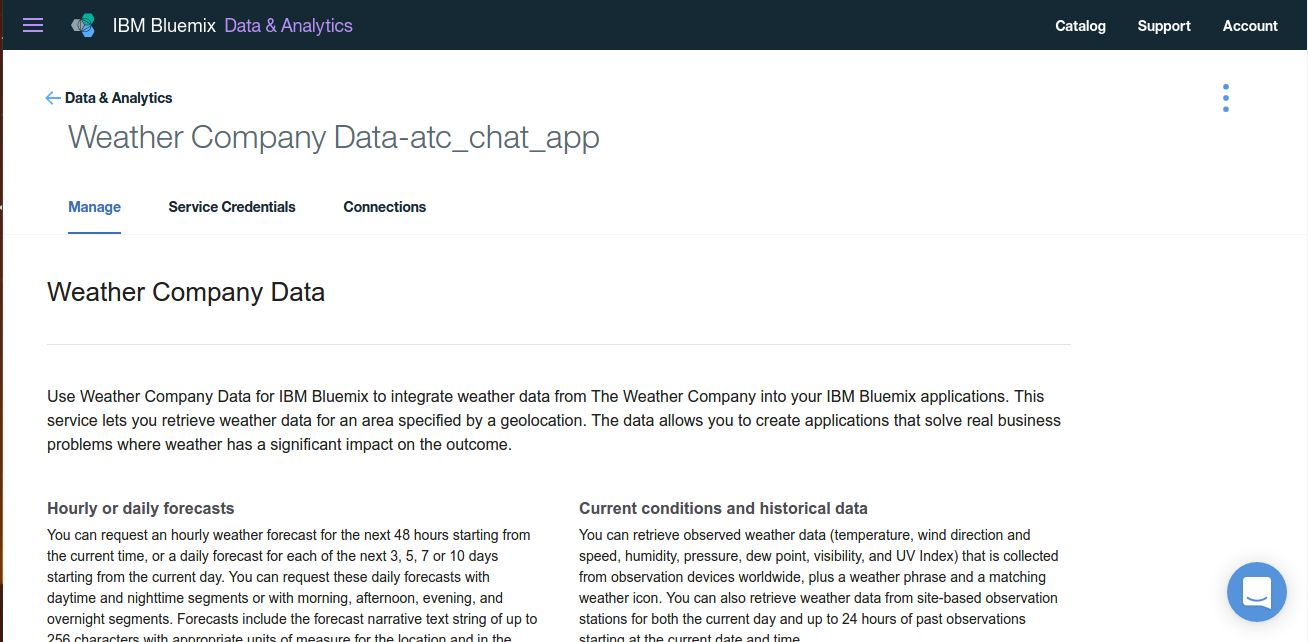 IBM Bluemix Data & Analytics Catalog Support Account
Data & Analytics
Weather Company Data-atc_chat_app
Manage Service Credentials Connections
Weather Company Data
Use Weather Company Data for IBM Bluemix to integrate weather data from The Weather Company into your IBM Bluemix applications. This
service lets you retrieve weather data for an area specified by a geolocation. The data allows you to create applications that solve real business
problems where weather has a significant impact on the outcome.
Hourly or daily forecasts
You can request an hourly weather forecast for the next 48 hours starting from
the current time, or a daily forecast for each of the next 3, 5, 7 or 10 days
starting from the current day. You can request these daily forecasts with
daytime and nighttime segments or with morning, afternoon, evening, and
overnight segments. Forecasts include the forecast narrative text string of up to
256 characters with appropriate units of measure for the location and in the
Current conditions and historical data
You can retrieve observed weather data (temperature, wind direction and
speed, humidity, pressure, dew point, visibility, and UV Index) that is collected
from observation devices worldwide, plus a weather phrase and a matching
weather icon. You can also retrieve weather data from site-based observation
stations for both the current day and up to 24 hours of past observations
starting at the current date and time.